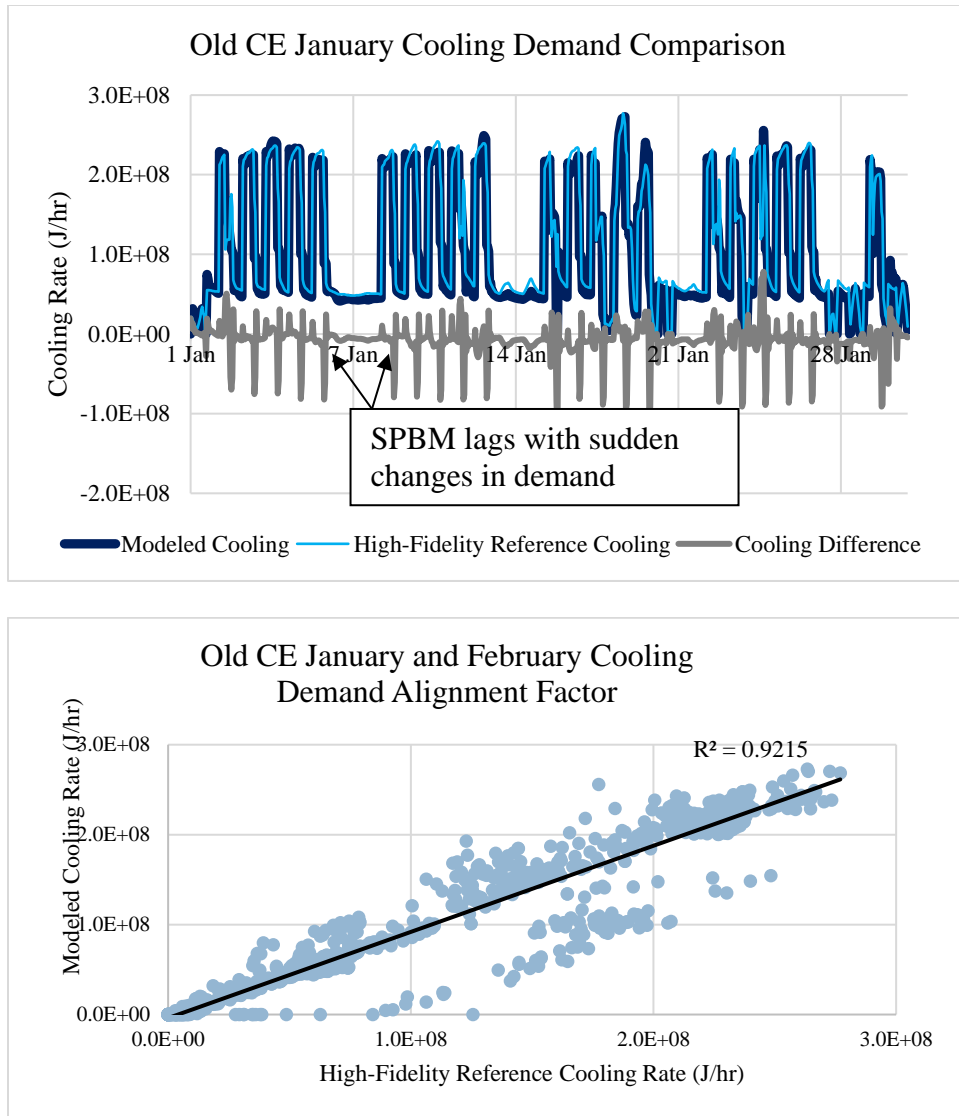 Old CE January Cooling Demand Comparison
Cooling Rate (J/hr)
3.0E+08
2.0E+08
1.0E+08
0.0E+00
-1.0E+08
-2.0E+08
1 Jan
7 Jan
14 Jan
21 Jan
28 Jan
SPBM lags with sudden
changes in demand
Modeled Cooling
High-Fidelity Reference Cooling
Cooling Difference
Old CE January and February Cooling
Demand Alignment Factor
Modeled Cooling Rate (J/hr)
3.0E+08
2.0E+08
1.0E+08
0.0E+00
R² = 0.9215
0.0E+00
1.0E+08
2.0E+08
3.0E+08
High-Fidelity Reference Cooling Rate (J/hr)